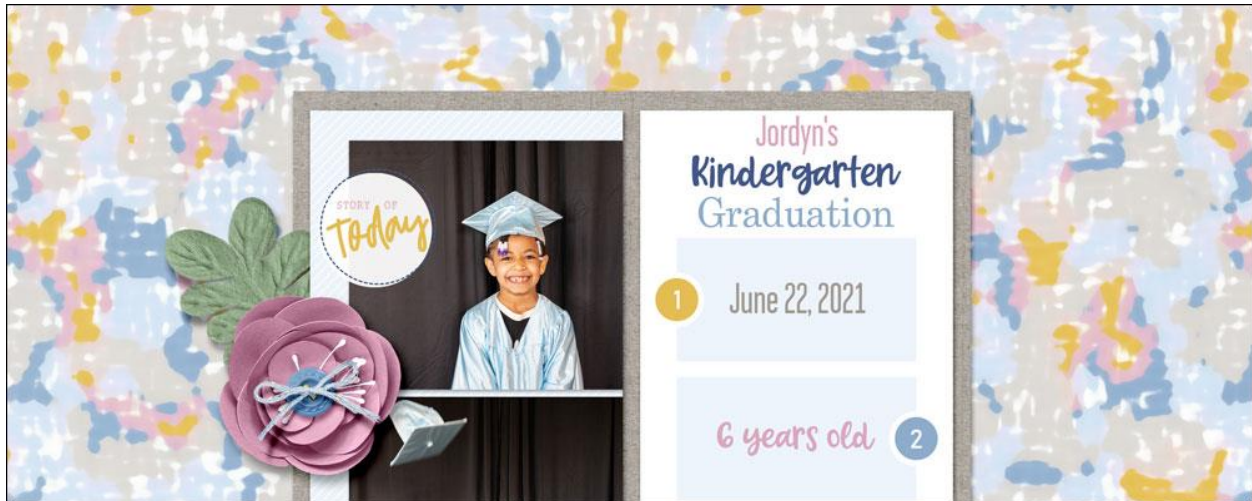 STORY OF
Today
Jordyn's
Kindergarten
Graduation
1
June 22, 2021
6 years old
2